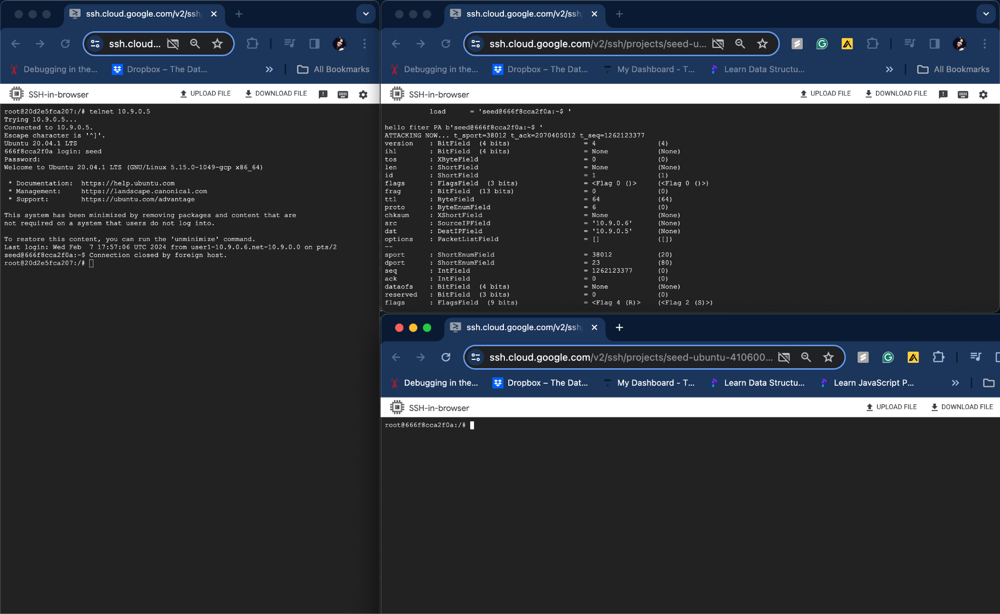 ssh.cloud.google.com/v2/ssh
ssh.cloud...
Debugging in the...
Dropbox – The Dat...
All Bookmarks
SSH-in-browser
UPLOAD FILE
DOWNLOAD FILE
root@20d2e5fca207:/# telnet 10.9.0.5
Trying 10.9.0.5...
Connected to 10.9.0.5.
Escape character is '^]'.
Ubuntu 20.04.1 LTS
666f8cca2f0a login: seed
Password:
Welcome to Ubuntu 20.04.1 LTS (GNU/Linux 5.15.0-1049-gcp x86_64)
* Documentation:  https://help.ubuntu.com
* Management:     https://landscape.canonical.com
* Support:        https://ubuntu.com/advantage
This system has been minimized by removing packages and content that are
not required on a system that users do not log into.
To restore this content, you can run the 'unminimize' command.
Last login: Wed Feb  7 17:57:06 UTC 2024 from user1-10.9.0.6.net-10.9.0.0 on pts/2
seed@666f8cca2f0a:~$ Connection closed by foreign host.
root@20d2e5fca207:/#
ssh.cloud.google.com/v2/ssh
ssh.cloud.google.com/v2/ssh/projects/seed-u...
Debugging in the...
Dropbox – The Dat...
My Dashboard - T...
Learn Data Structu...
All Bookmarks
SSH-in-browser
UPLOAD FILE
DOWNLOAD FILE
load      = 'seed@666f8cca2f0a:~$ '
hello fiter PA b'seed@666f8cca2f0a:~$ '
ATTACKING NOW... t_sport=38012 t_ack=2070405012 t_seq=1262123377
version    : BitField  (4 bits)                  = 4               (4)
ihl        : BitField  (4 bits)                  = None            (None)
tos        : XByteField                          = 0               (0)
len        : ShortField                          = None            (None)
id         : ShortField                          = 1               (1)
flags      : FlagsField  (3 bits)                = <Flag 0 ()>     (<Flag 0 ()>)
frag       : BitField  (13 bits)                 = 0               (0)
ttl        : ByteField                           = 64              (64)
proto      : ByteEnumField                       = 6               (0)
chksum     : XShortField                         = None            (None)
src        : SourceIPField                       = '10.9.0.6'      (None)
dst        : DestIPField                         = '10.9.0.5'      (None)
options    : PacketListField                     = []              ([])
--
sport      : ShortEnumField                      = 38012           (20)
dport      : ShortEnumField                      = 23              (80)
seq        : IntField                            = 1262123377      (0)
ack        : IntField                            = 0               (0)
dataofs    : BitField  (4 bits)                  = None            (None)
reserved   : BitField  (3 bits)                  = 0               (0)
flags      : FlagsField  (9 bits)                = <Flag 4 (R)>    (<Flag 2 (S)>)
ssh.cloud.google.com/v2/ssh
ssh.cloud.google.com/v2/ssh/projects/seed-ubuntu-410600...
Debugging in the...
Dropbox – The Dat...
My Dashboard - T...
Learn Data Structu...
Learn JavaScript P...
SSH-in-browser
UPLOAD FILE
DOWNLOAD FILE
root@666f8cca2f0a:/#